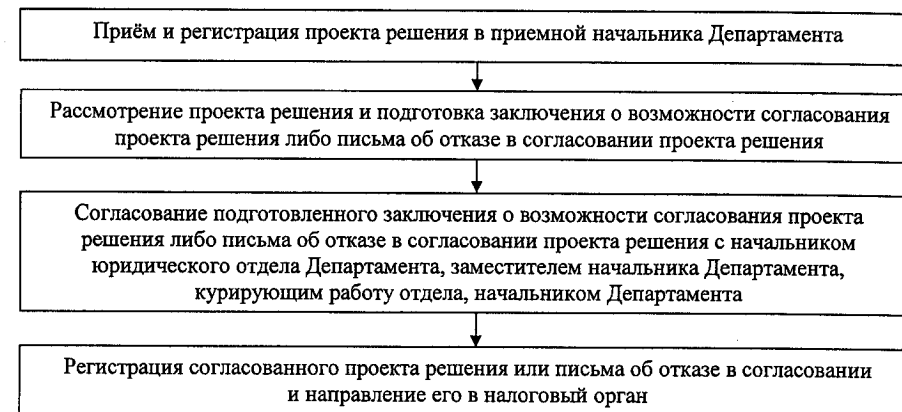 Приём и регистрация проекта решения в приемной начальника Департамента
Рассмотрение проекта решения и подготовка заключения о возможности согласования
проекта решения либо письма об отказе в согласовании проекта решения
Согласование подготовленного заключения о возможности согласования проекта
решения либо письма об отказе в согласовании проекта решения с начальником
юридического отдела Департамента, заместителем начальника Департамента,
курирующим работу отдела, начальником Департамента
Регистрация согласованного проекта решения или письма об отказе в согласовании
и направление его в налоговый орган